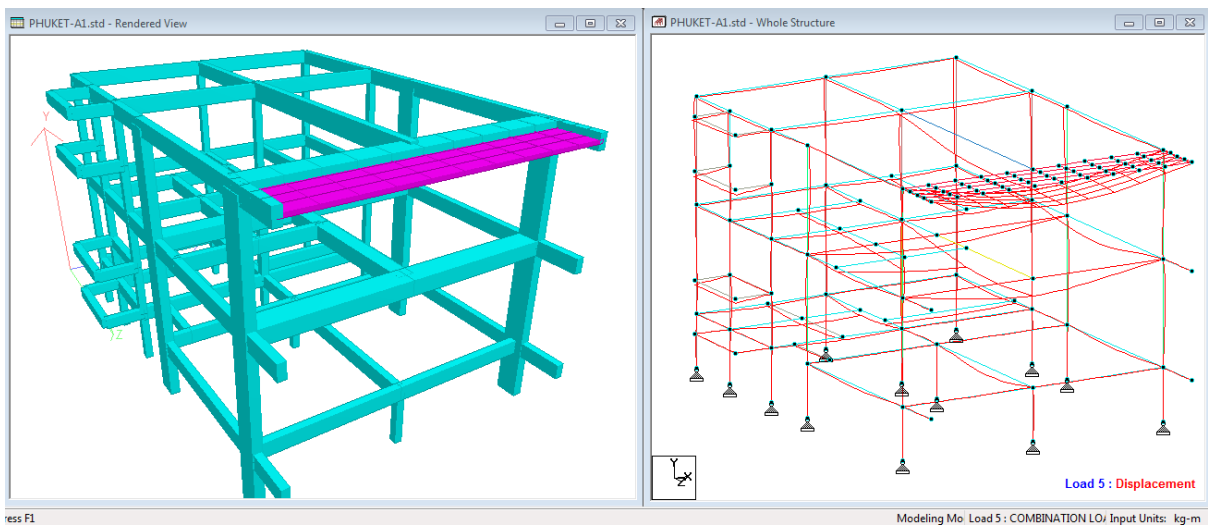 PHUKET-A1.std - Rendered View
PHUKET-A1.std - Whole Structure
Y
YZ
Y
X
Z
Load 5 : Displacement
ress F1
Modeling Mo Load 5 : COMBINATION LO/ Input Units: kg-m